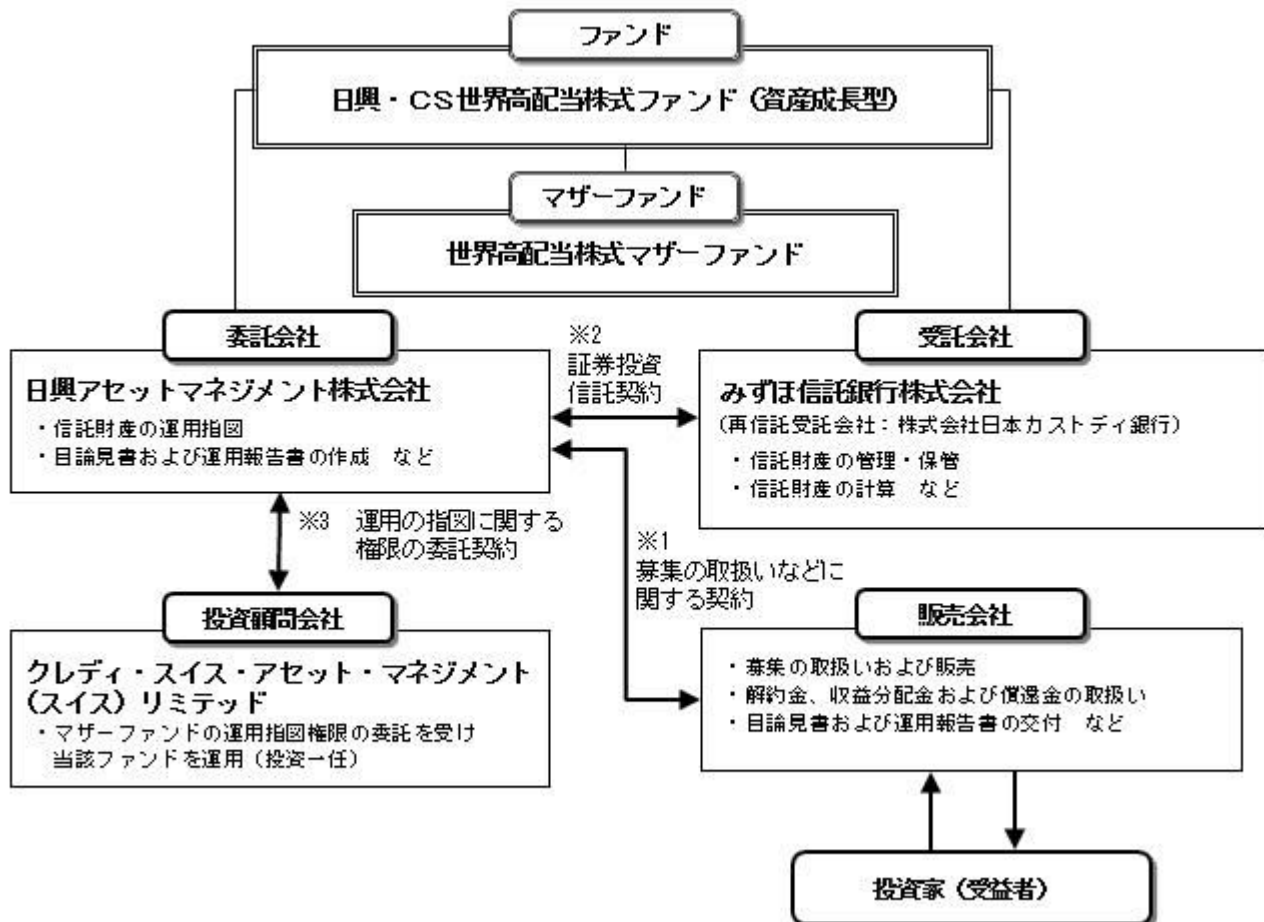 ファンド
日興・CS世界高配当株式ファンド（資産成長型）
マザーファンド
世界高配当株式マザーファンド
委託会社
日興アセットマネジメント株式会社
・信託財産の運用指図
・目論見書および運用報告書の作成　など
※2
証券投資
信託契約
受託会社
みずほ信託銀行株式会社
（再信託受託会社：株式会社日本カストディ銀行）
・信託財産の管理・保管
・信託財産の計算　など
※3　運用の指図に関する
権限の委託契約
※1
募集の取扱いなどに
関する契約
投資顧問会社
クレディ・スイス・アセット・マネジメント
（スイス）リミテッド
・マザーファンドの運用指図権限の委託を受け
当該ファンドを運用（投資一任）
販売会社
・募集の取扱いおよび販売
・解約金、収益分配金および償還金の取扱い
・目論見書および運用報告書の交付　など
投資家（受益者）